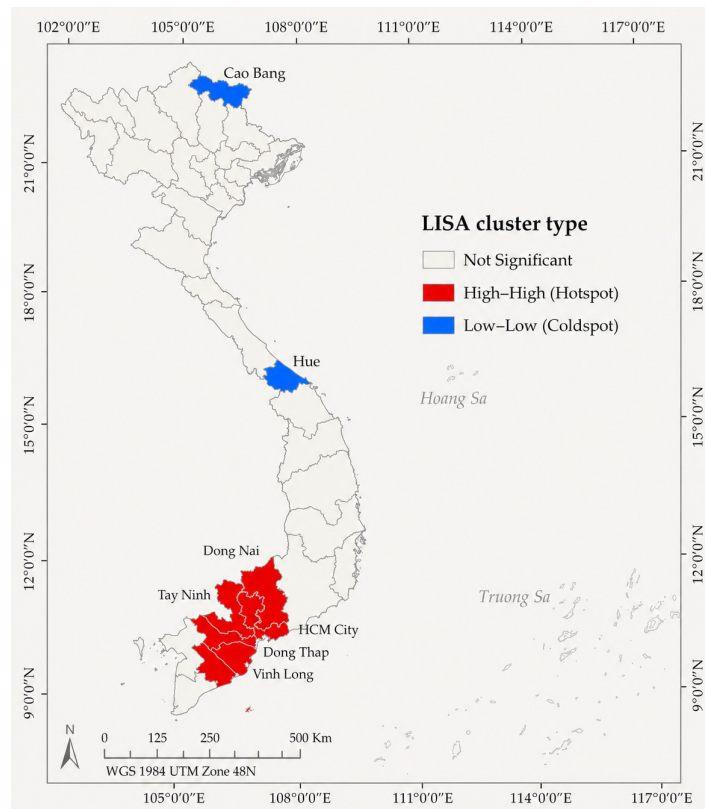 102°0'0"E 105°0'0"E 108°0'0"E 111°0'0"E 114°0'0"E 117°0'0"E
Cao Bang
21°0'0"N
21°0'0"N
LISA cluster type
Not Significant
High–High (Hotspot)
Low–Low (Coldspot)
18°0'0"N
18°0'0"N
Hue
Hoang Sa
15°0'0"N
15°0'0"N
Dong Nai
12°0'0"N
12°0'0"N
Tay Ninh
Truong Sa
HCM City
Dong Thap
Vinh Long
9°0'0"N
9°0'0"N
N
0 125 250 500 Km
WGS 1984 UTM Zone 48N
105°0'0"E 108°0'0"E 111°0'0"E 114°0'0"E 117°0'0"E